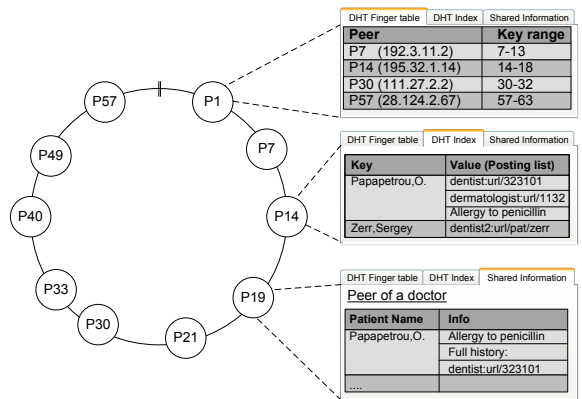 DHT Finger table DHT Index Shared Information
Peer Key range
P7 (192.3.11.2) 7-13
P14 (195.32.1.14) 14-18
P30 (111.27.2.2) 30-32
P57 (28.124.2.67) 57-63
P57
P1
P49
P7
P40
P14
P33
P19
P30
P21
DHT Finger table DHT Index Shared Information
Key Value (Posting list)
Papapetrou,O. dentist:url/323101
dermatologist:url/1132
Allergy to penicillin
Zerr,Sergey dentist2:url/pat/zerr
DHT Finger table DHT Index Shared Information
Peer of a doctor
Patient Name Info
Papapetrou,O. Allergy to penicillin
Full history:
dentist:url/323101
....